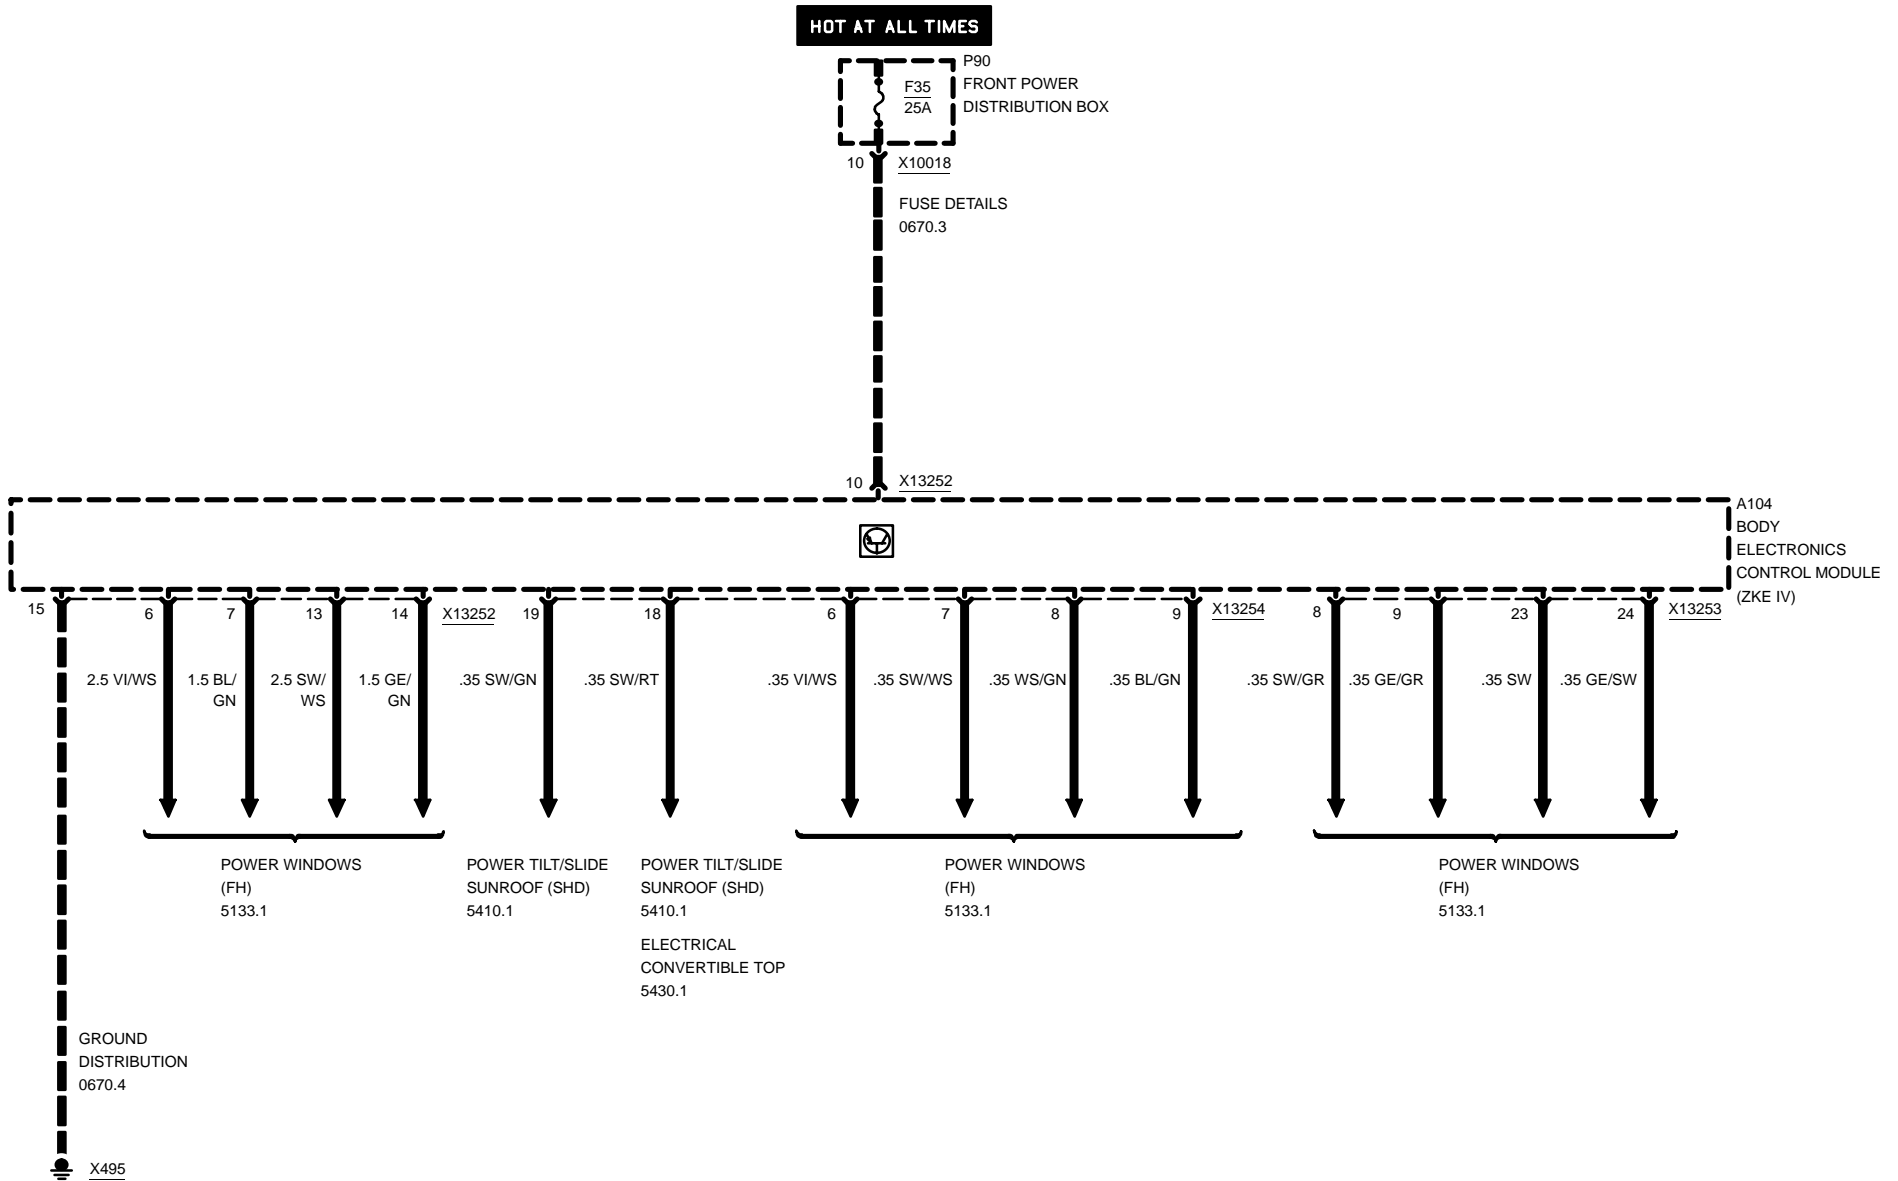 HOT AT ALL TIMES
P90
FRONT POWER
DISTRIBUTION BOX
F35
25A
10
X10018
FUSE DETAILS
0670.3
10
X13252
A104
BODY
ELECTRONICS
CONTROL MODULE
(ZKE IV)
15
6
7
13
14
X13252
19
18
6
7
8
9
X13254
8
9
23
24
X13253
2.5 VI/WS
1.5 BL/
GN
2.5 SW/
WS
1.5 GE/
GN
.35 SW/GN
.35 SW/RT
.35 VI/WS
.35 SW/WS
.35 WS/GN
.35 BL/GN
.35 SW/GR
.35 GE/GR
.35 SW
.35 GE/SW
POWER WINDOWS
(FH)
5133.1
POWER TILT/SLIDE
SUNROOF (SHD)
5410.1
POWER TILT/SLIDE
SUNROOF (SHD)
5410.1
ELECTRICAL
CONVERTIBLE TOP
5430.1
POWER WINDOWS
(FH)
5133.1
POWER WINDOWS
(FH)
5133.1
GROUND
DISTRIBUTION
0670.4
X495